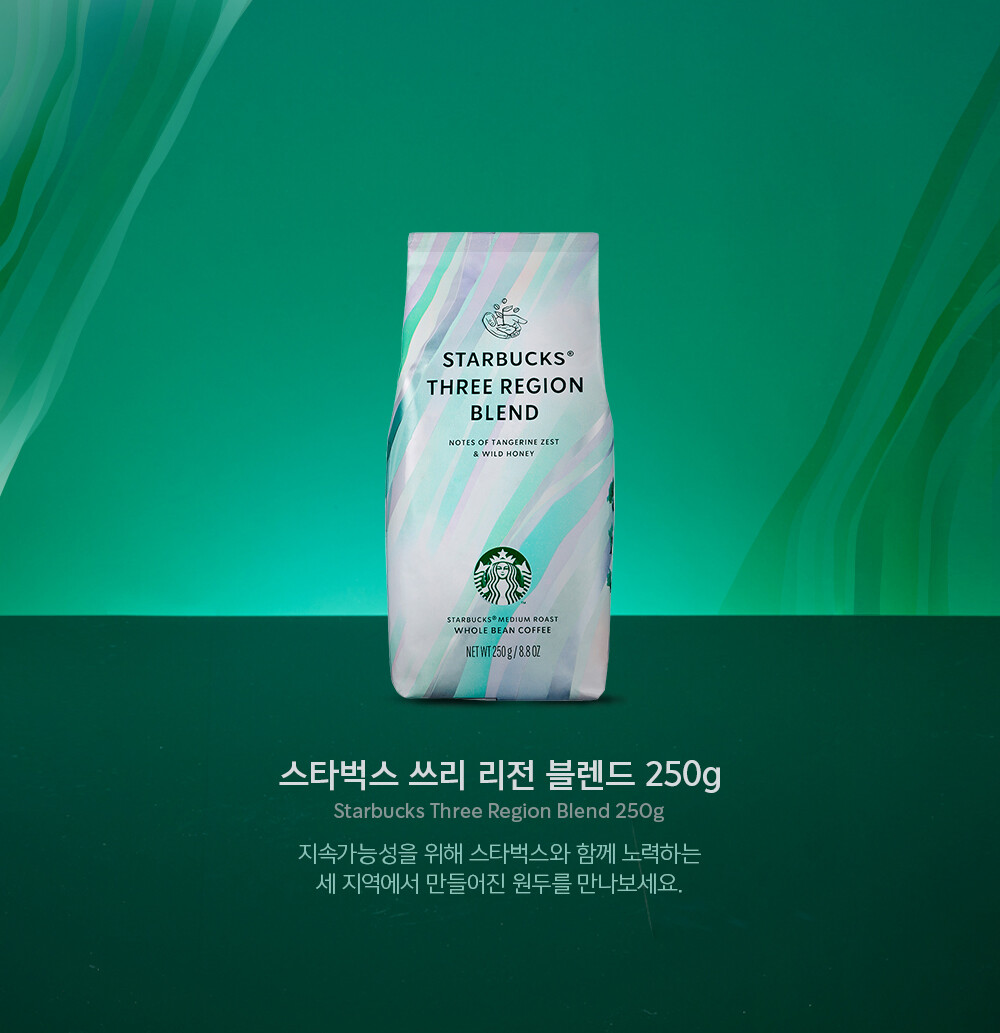 STARBUCKS®
THREE REGION
BLEND
NOTES OF TANGERINE ZEST
& WILD HONEY
STARBUCKS® MEDIUM ROAST
WHOLE BEAN COFFEE
NET WT 250 g / 8.8 OZ
스타벅스 쓰리 리전 블렌드 250g
Starbucks Three Region Blend 250g
지속가능성을 위해 스타벅스와 함께 노력하는
세 지역에서 만들어진 원두를 만나보세요.